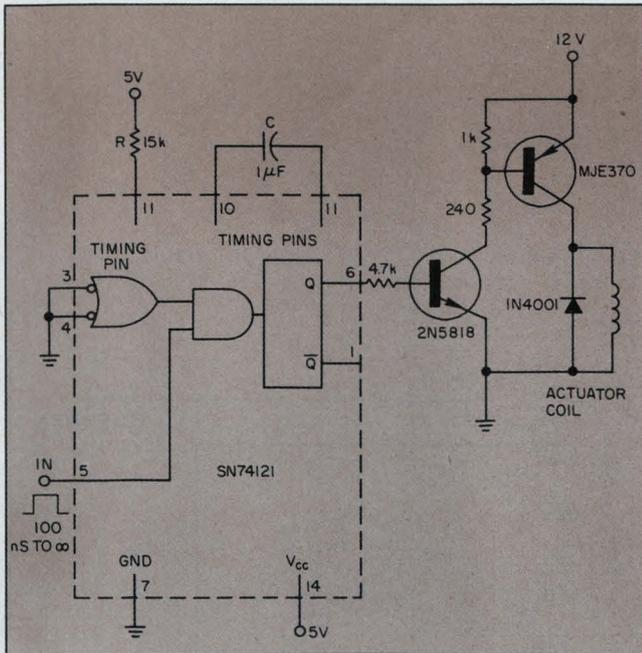 12 V
5V
C
R 15k
1μF
1k
MJE370
11
10
11
240
TIMING PIN
TIMING PINS
3
6
4.7k
Q
4
1N4001
2N5818
1
Q̅
ACTUATOR
COIL
IN
5
SN74121
100
nS TO ∞
GND
VCC
7
14
5V